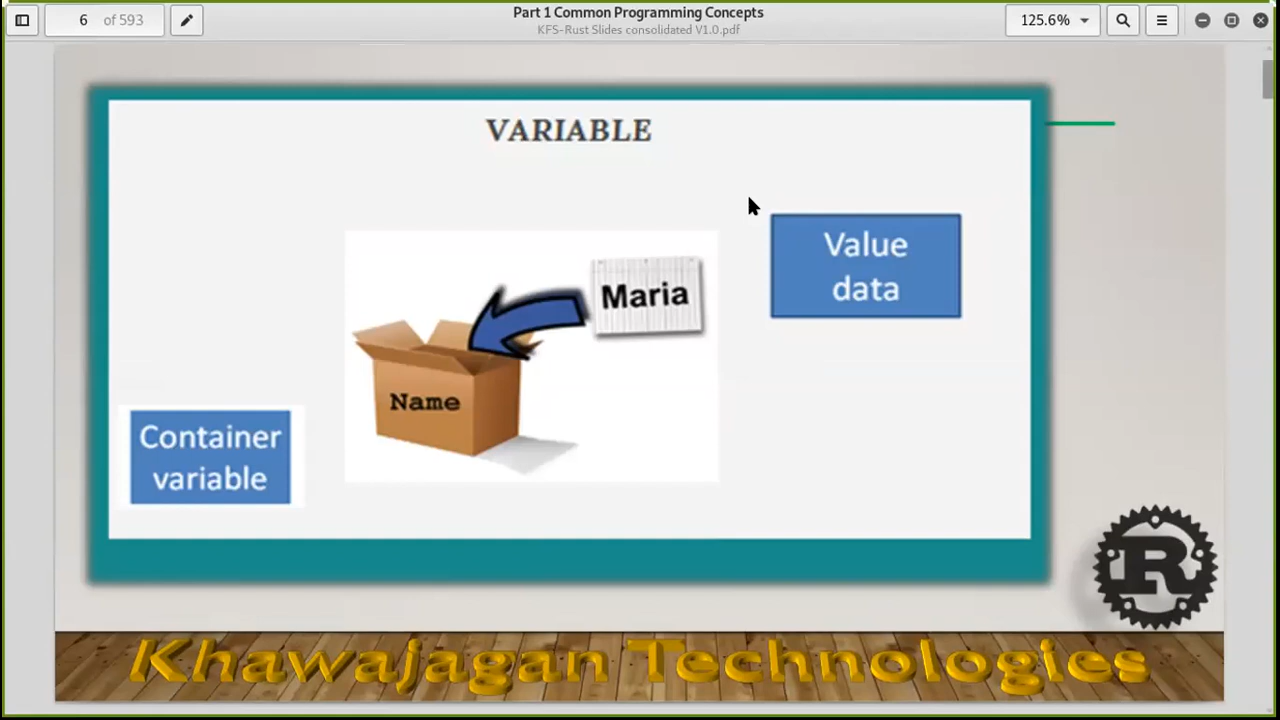 6 of 593
Part 1 Common Programming Concepts
KFS-Rust Slides consolidated V1.0.pdf
125.6%
VARIABLE
Value
data
Maria
Name
Container
variable
R
Khawajagan Technologies